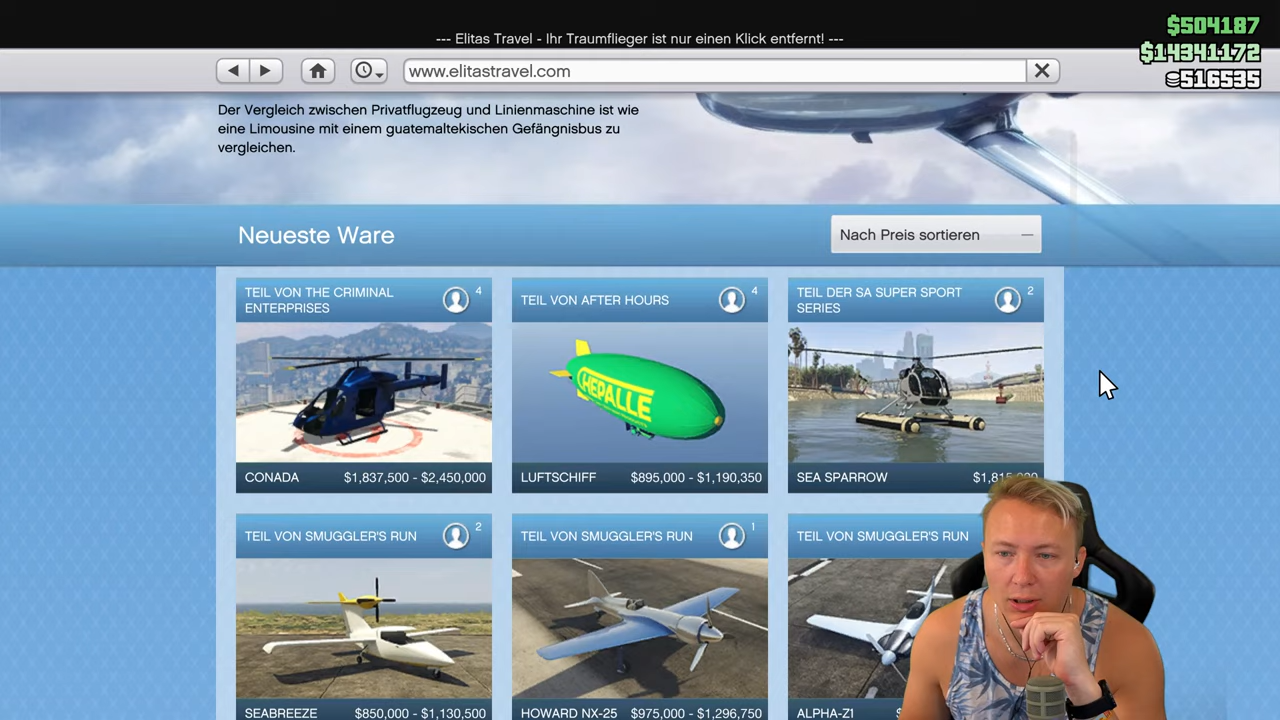 $504187
--- Elitas Travel - Ihr Traumflieger ist nur einen Klick entfernt! ---
$14341172
www.elitastravel.com
516535
Der Vergleich zwischen Privatflugzeug und Linienmaschine ist wie
eine Limousine mit einem guatemaltekischen Gefängnisbus zu
vergleichen.
Neueste Ware
Nach Preis sortieren
TEIL VON THE CRIMINAL
ENTERPRISES
4
TEIL VON AFTER HOURS
4
TEIL DER SA SUPER SPORT
SERIES
2
HEPALLE
CONADA $1,837,500 - $2,450,000
LUFTSCHIFF $895,000 - $1,190,350
SEA SPARROW
TEIL VON SMUGGLER'S RUN
2
TEIL VON SMUGGLER'S RUN
1
TEIL VON SMUGGLER'S RUN
SEABREEZE $850,000 - $1,130,500
HOWARD NX-25 $975,000 - $1,296,750
ALPHA-Z1